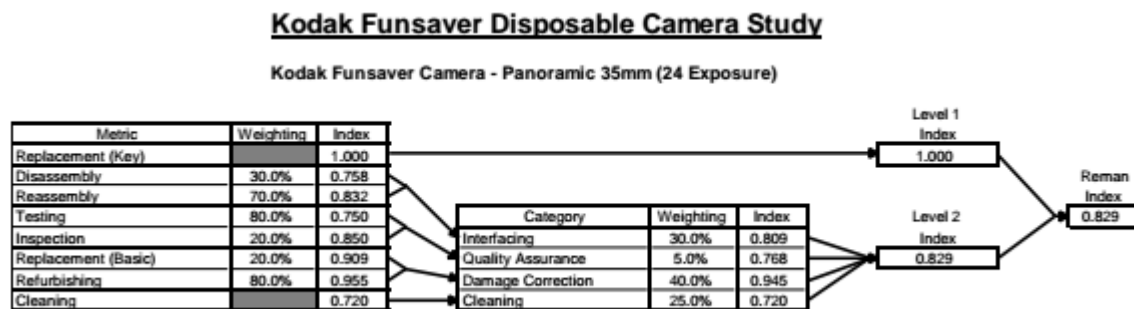 Kodak Funsaver Disposable Camera Study
Kodak Funsaver Camera - Panoramic 35mm (24 Exposure)
Metric Weighting Index
Replacement (Key) 1.000
Disassembly 30.0% 0.758
Reassembly 70.0% 0.832
Testing 80.0% 0.750
Inspection 20.0% 0.850
Replacement (Basic) 20.0% 0.909
Refurbishing 80.0% 0.955
Cleaning 0.720
Category Weighting Index
Interfacing 30.0% 0.809
Quality Assurance 5.0% 0.768
Damage Correction 40.0% 0.945
Cleaning 25.0% 0.720
Level 1
Index
1.000
Level 2
Index
0.829
Reman
Index
0.829